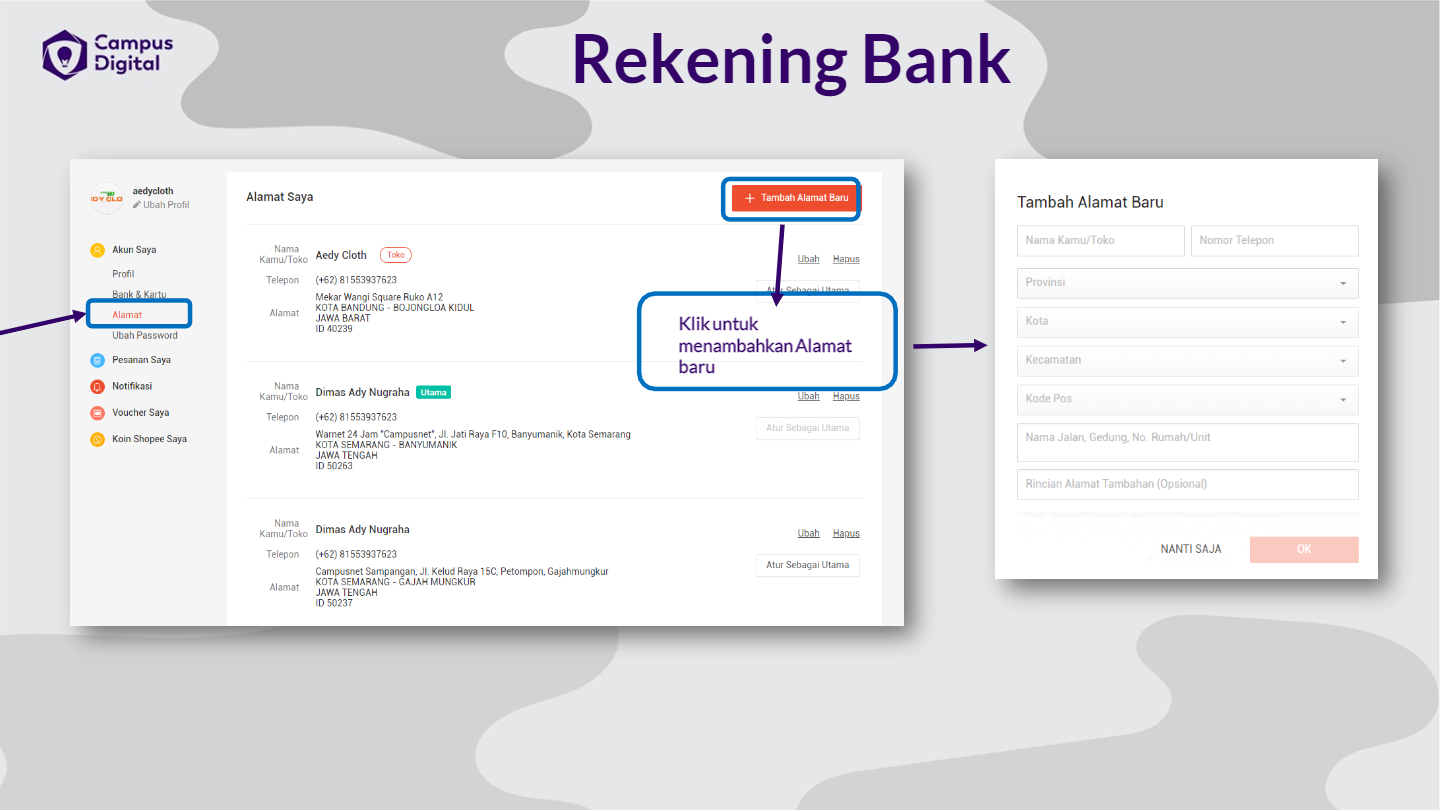 Campus
Digital
Rekening Bank
aedycloth
Ubah Profil
Akun Saya
Profil
Bank & Kartu
Alamat
Ubah Password
Pesanan Saya
Notifikasi
Voucher Saya
Koin Shopee Saya
Alamat Saya
Tambah Alamat Baru
Nama
Kamu/Toko
Aedy Cloth
Toko
Ubah
Hapus
Telepon
(+62) 81553937623
Atur Sebagai Utama
Alamat
Mekar Wangi Square Ruko A12
KOTA BANDUNG - BOJONGLOA KIDUL
JAWA BARAT
ID 40239
Klik untuk
menambahkan Alamat
baru
Nama
Kamu/Toko
Dimas Ady Nugraha
Utama
Ubah
Hapus
Telepon
(+62) 81553937623
Atur Sebagai Utama
Alamat
Warnet 24 Jam "Campusnet", Jl. Jati Raya F10, Banyumanik, Kota Semarang
KOTA SEMARANG - BANYUMANIK
JAWA TENGAH
ID 50263
Nama
Kamu/Toko
Dimas Ady Nugraha
Ubah
Hapus
Telepon
(+62) 81553937623
Atur Sebagai Utama
Alamat
Campusnet Sampangan, Jl. Kelud Raya 15C, Petompon, Gajahmungkur
KOTA SEMARANG - GAJAH MUNGKUR
JAWA TENGAH
ID 50237
Tambah Alamat Baru
Nama Kamu/Toko
Nomor Telepon
Provinsi
Kota
Kecamatan
Kode Pos
Nama Jalan, Gedung, No. Rumah/Unit
Rincian Alamat Tambahan (Opsional)
NANTI SAJA
OK